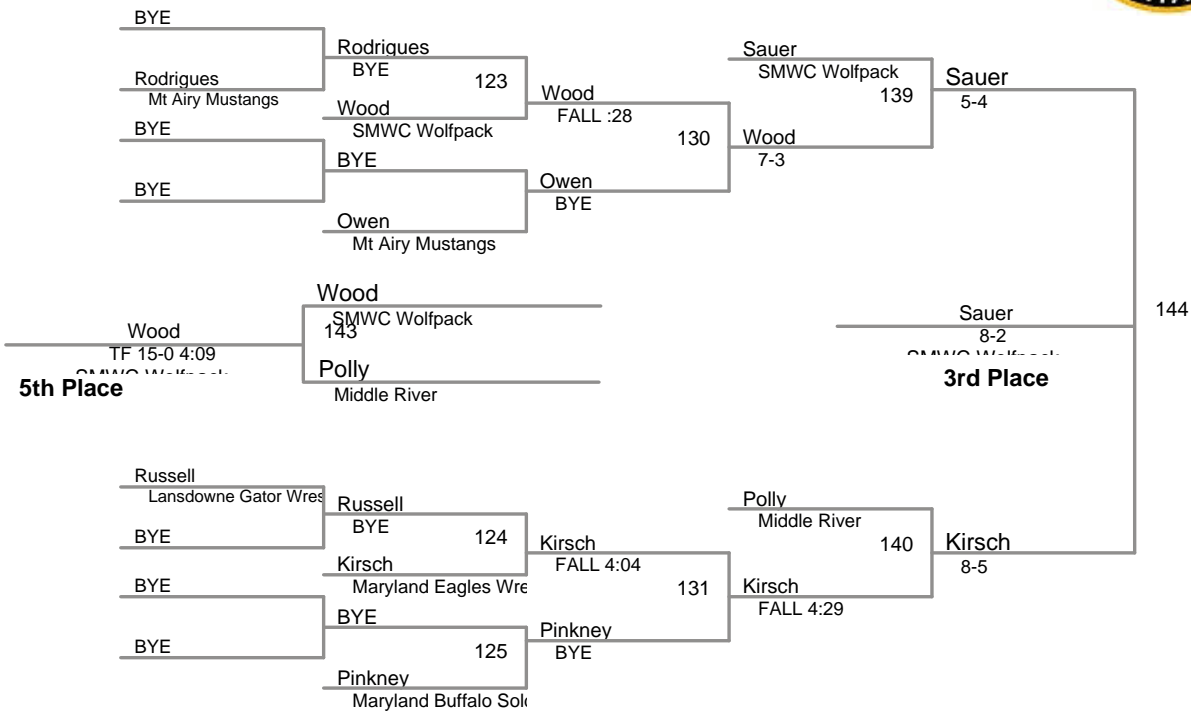 BYE
Rodrigues
BYE
Rodrigues
Mt Airy Mustangs
123
Wood
SMWC Wolfpack
Wood
FALL :28
BYE
BYE
BYE
Owen
Mt Airy Mustangs
Owen
BYE
130
Sauer
SMWC Wolfpack
Wood
7-3
139
Sauer
5-4
Wood
SMWC Wolfpack
143
Polly
Middle River
Wood
TF 15-0 4:09
SMWC Wolfpack
5th Place
144
Sauer
8-2
SMWC Wolfpack
3rd Place
Russell
Lansdowne Gator Wres
BYE
Russell
BYE
124
Kirsch
Maryland Eagles Wre
Kirsch
FALL 4:04
BYE
BYE
BYE
125
Pinkney
Maryland Buffalo Sol
Pinkney
BYE
131
Polly
Middle River
Kirsch
FALL 4:29
140
Kirsch
8-5